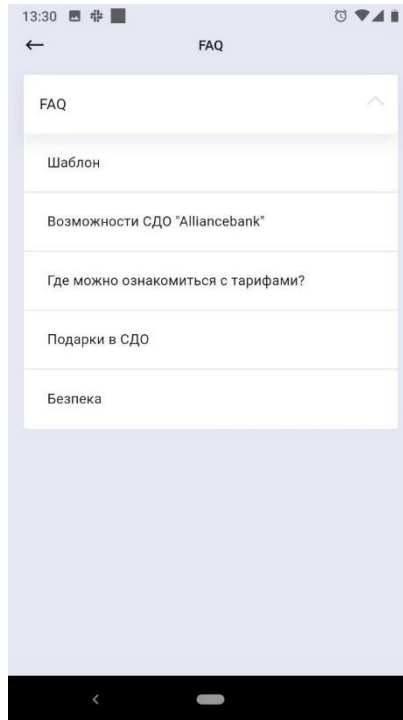 13:30
FAQ
FAQ
Шаблон
Возможности СДО "Alliancebank"
Где можно ознакомиться с тарифами?
Подарки в СДО
Безпека